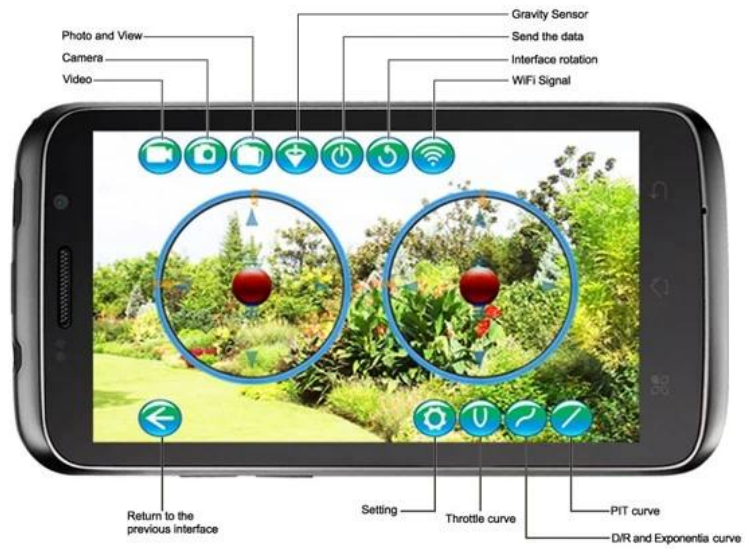 Gravity Sensor
Photo and View
Send the data
Camera
Interface rotation
Video
WiFi Signal
Return to the
previous interface
Setting
Throttle curve
PIT curve
D/R and Exponentia curve